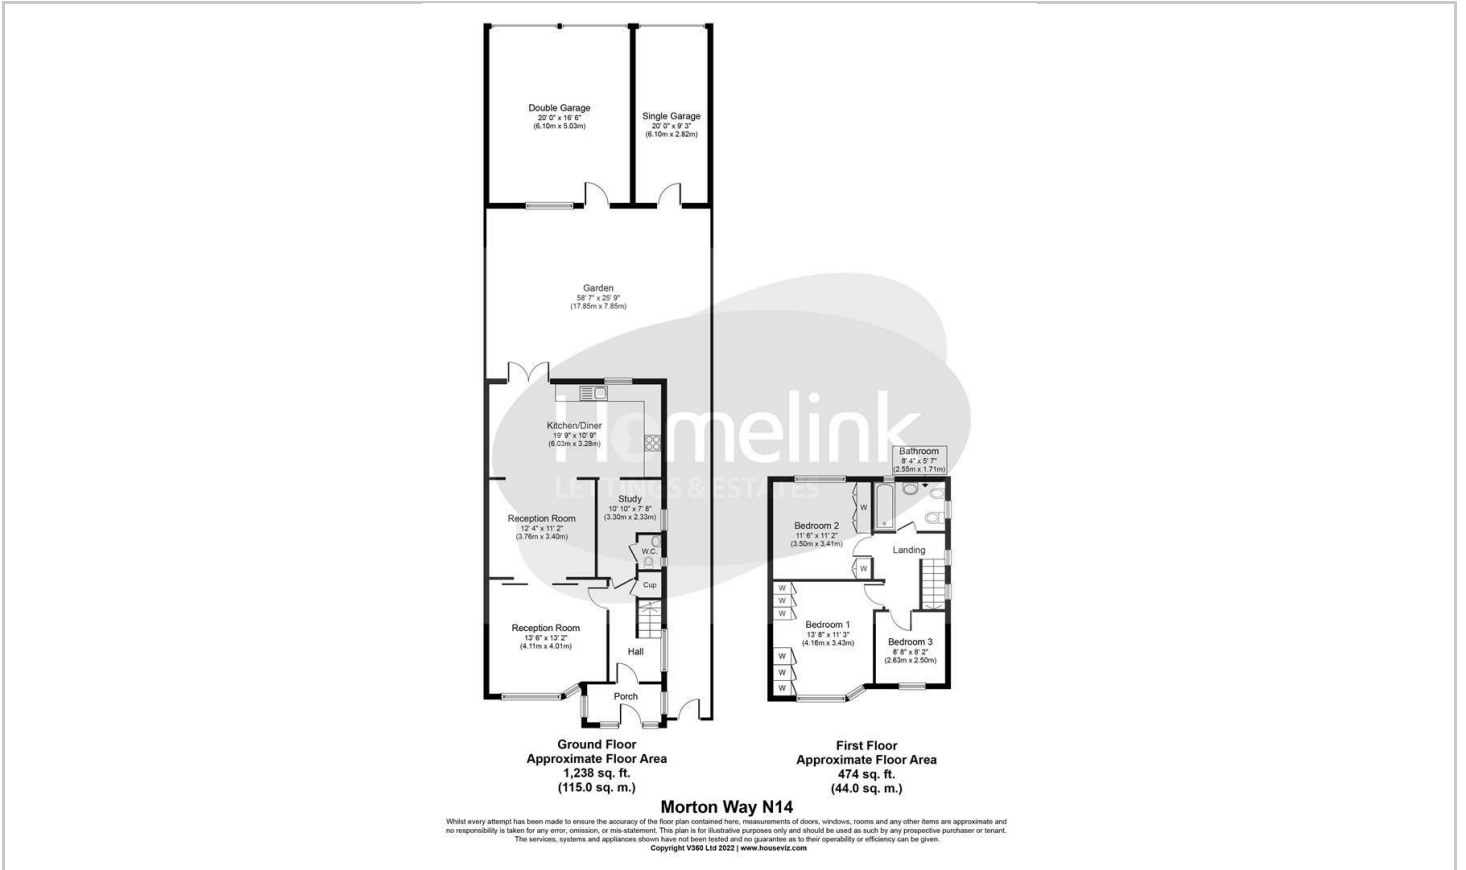 Double Garage
20' 0" x 16' 6"
(6.10m x 5.03m)
Single Garage
20' 0" x 9' 3"
(6.10m x 2.82m)
Garden
58' 7" x 25' 9"
(17.85m x 7.85m)
Homelink
LETTINGS & ESTATES
Kitchen/Diner
19' 9" x 10' 9"
(6.03m x 3.28m)
Study
10' 10" x 7' 8"
(3.30m x 2.33m)
Reception Room
12' 4" x 11' 2"
(3.76m x 3.40m)
W.C.
Cup
Reception Room
13' 6" x 13' 2"
(4.11m x 4.01m)
Hall
Porch
Ground Floor
Approximate Floor Area
1,238 sq. ft.
(115.0 sq. m.)
Bathroom
8' 4" x 5' 7"
(2.55m x 1.71m)
Bedroom 2
11' 6" x 11' 2"
(3.50m x 3.41m)
W
W
Landing
W
W
W
Bedroom 1
13' 8" x 11' 3"
(4.16m x 3.43m)
W
W
W
Bedroom 3
8' 8" x 8' 2"
(2.63m x 2.50m)
First Floor
Approximate Floor Area
474 sq. ft.
(44.0 sq. m.)
Morton Way N14
Whilst every attempt has been made to ensure the accuracy of the floor plan contained here, measurements of doors, windows, rooms and any other items are approximate and
no responsibility is taken for any error, omission, or mis-statement. This plan is for illustrative purposes only and should be used as such by any prospective purchaser or tenant.
The services, systems and appliances shown have not been tested and no guarantee as to their operability or efficiency can be given.
Copyright V360 Ltd 2022 | www.houseviz.com